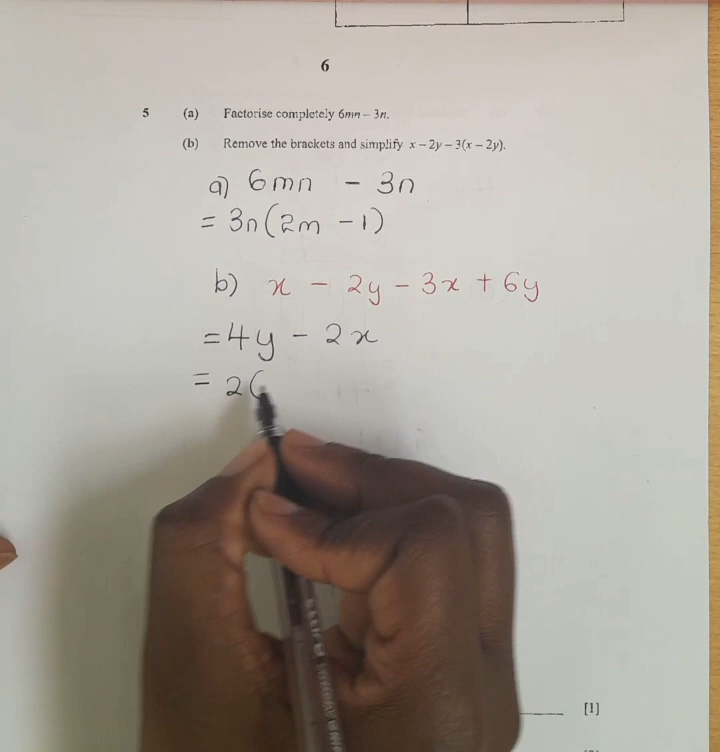 6
5 (a) Factorise completely 6mn – 3n.
(b) Remove the brackets and simplify x – 2y – 3(x – 2y).
a) 6mn - 3n
= 3n(2m - 1)
b) x - 2y - 3x + 6y
= 4y - 2x
= 2(
[1]